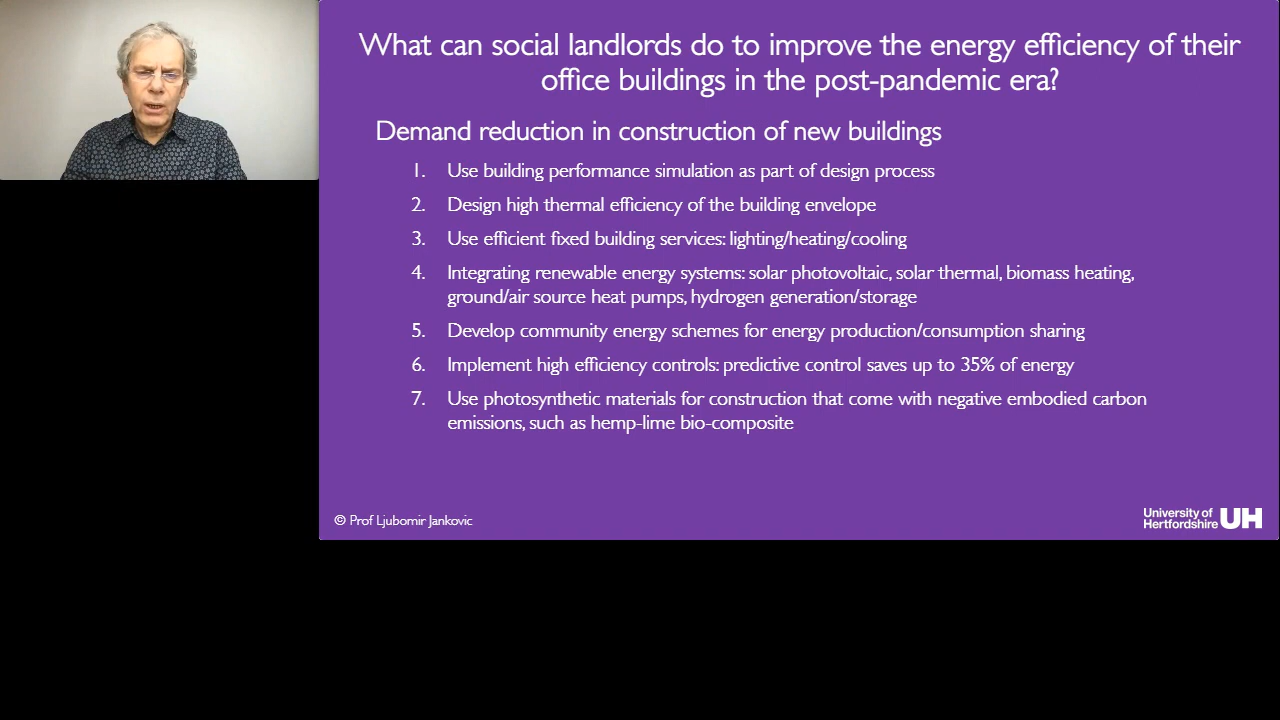 What can social landlords do to improve the energy efficiency of their
office buildings in the post-pandemic era?
Demand reduction in construction of new buildings
1. Use building performance simulation as part of design process
2. Design high thermal efficiency of the building envelope
3. Use efficient fixed building services: lighting/heating/cooling
4. Integrating renewable energy systems: solar photovoltaic, solar thermal, biomass heating,
ground/air source heat pumps, hydrogen generation/storage
5. Develop community energy schemes for energy production/consumption sharing
6. Implement high efficiency controls: predictive control saves up to 35% of energy
7. Use photosynthetic materials for construction that come with negative embodied carbon
emissions, such as hemp-lime bio-composite
© Prof Ljubomir Jankovic
University of
Hertfordshire UH